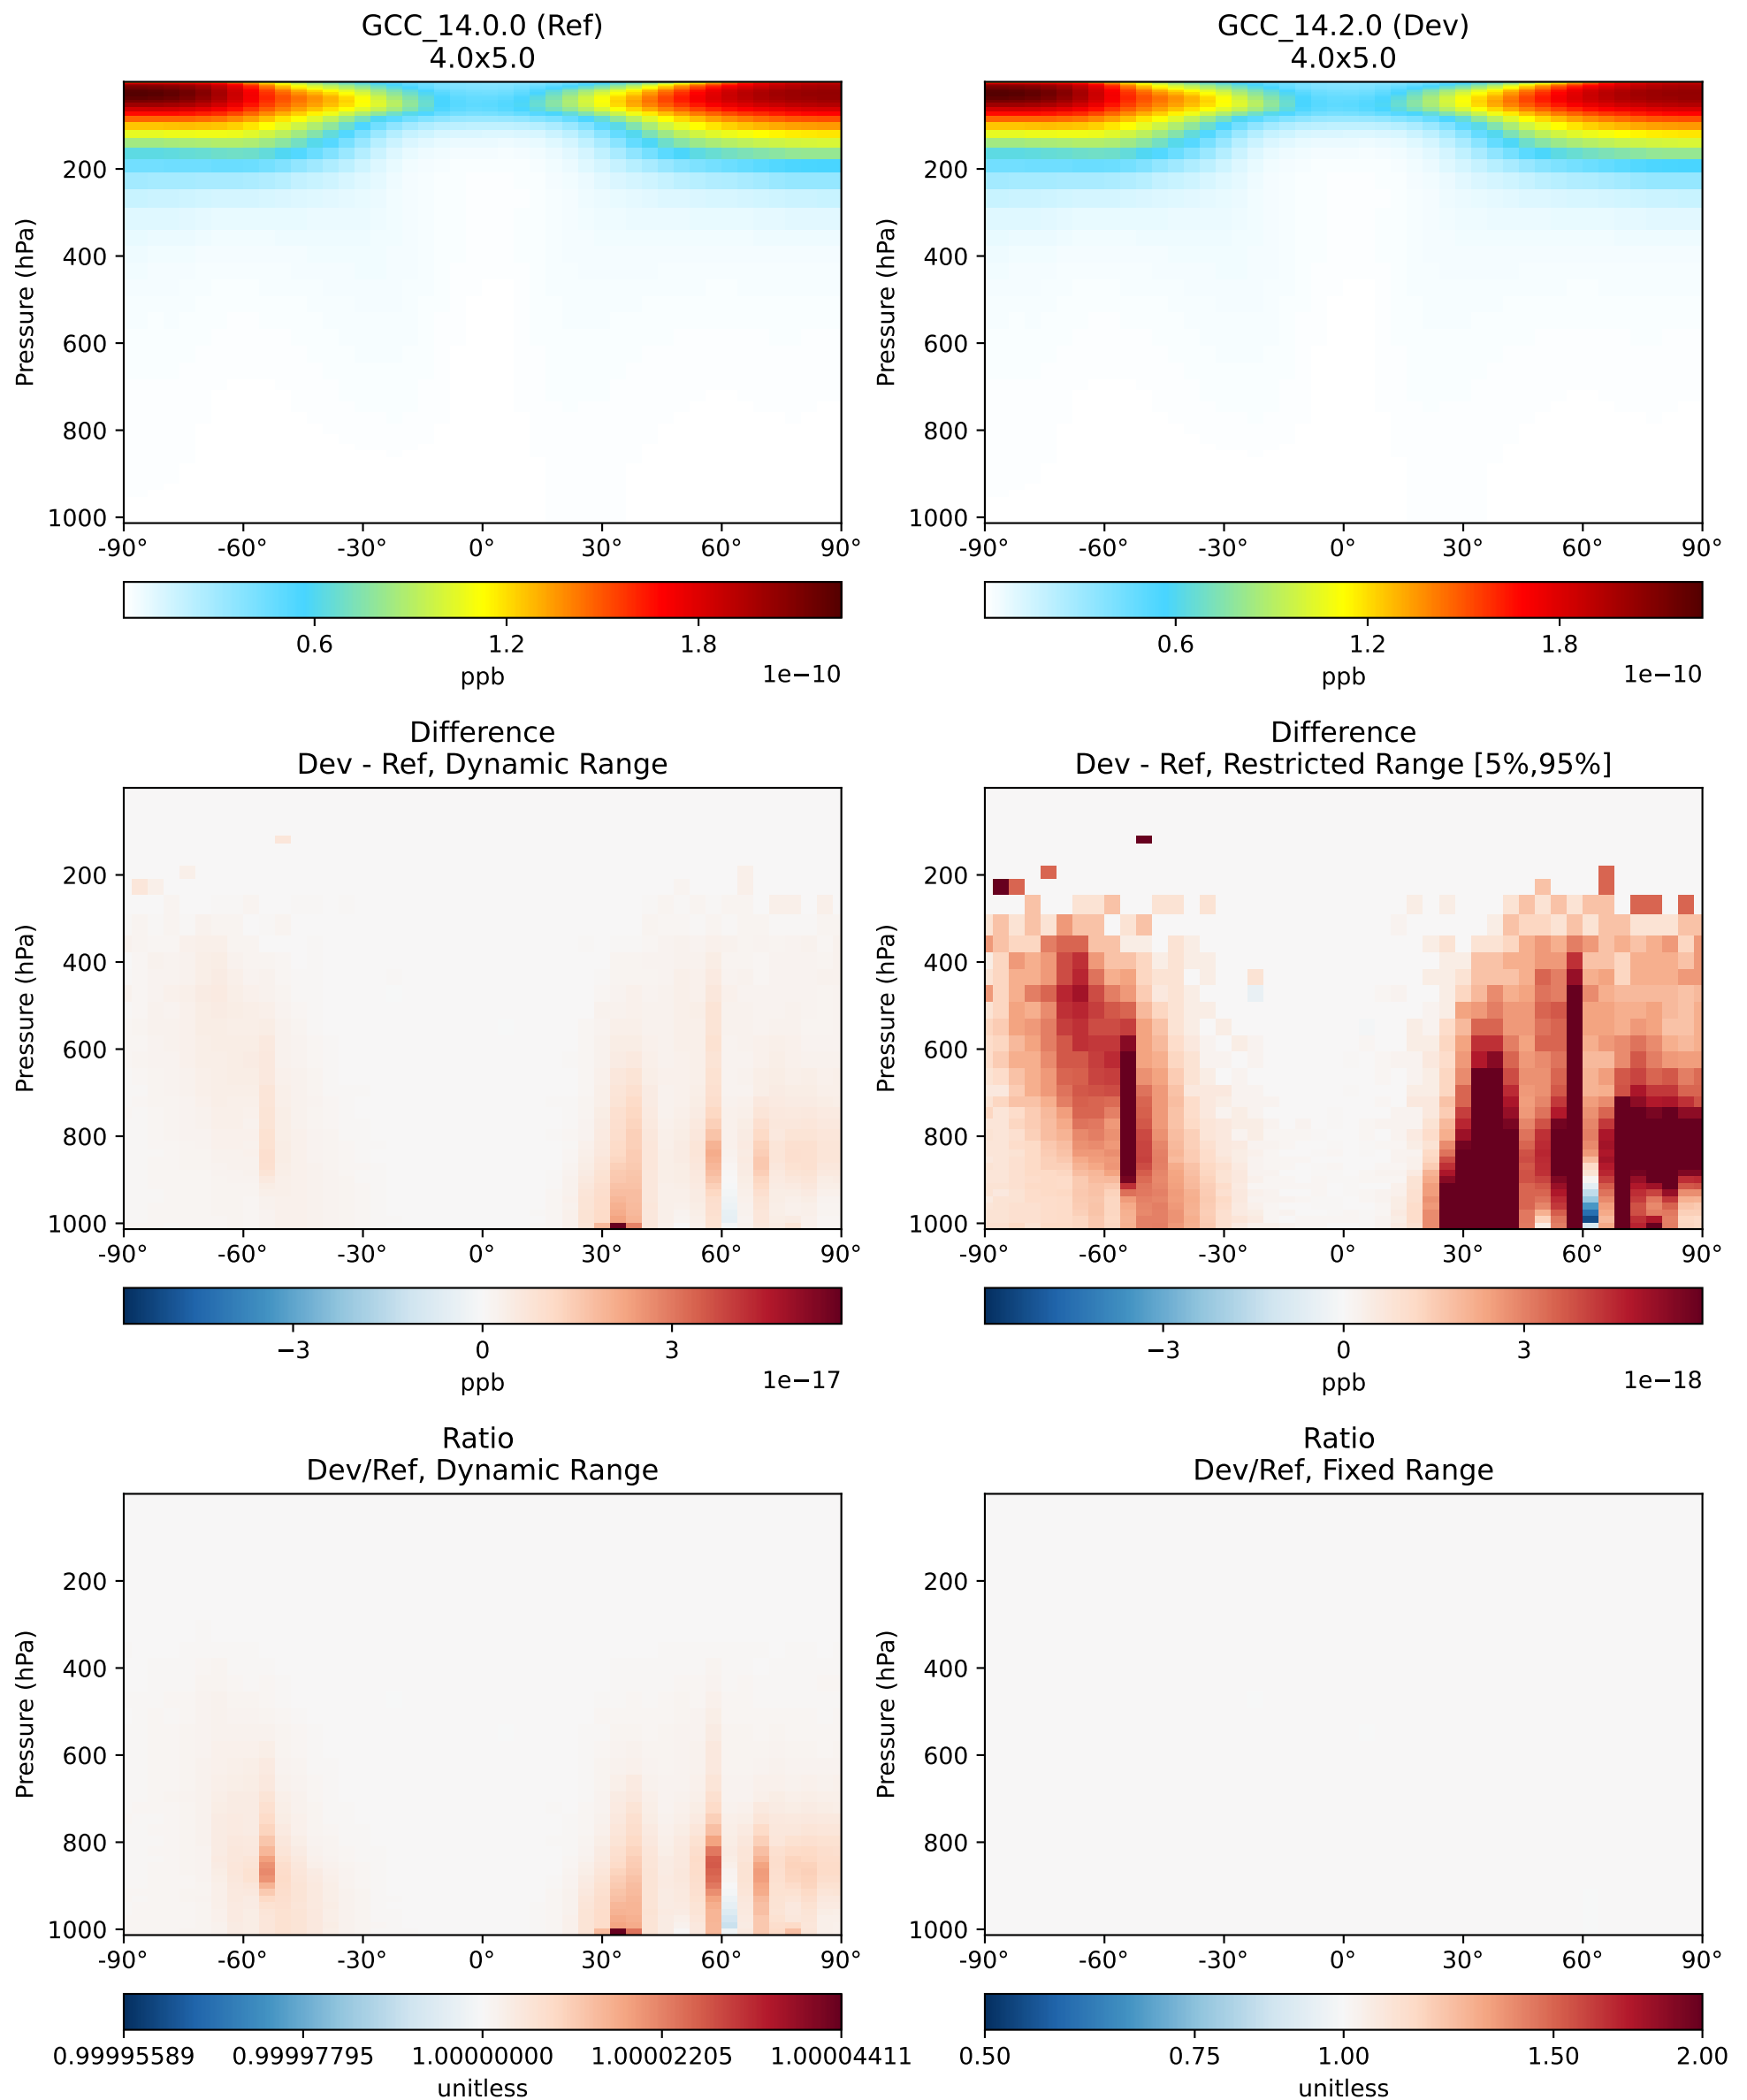 GCC_14.0.0 (Ref)
4.0x5.0
Pressure (hPa)
200
400
600
800
1000
-90° -60° -30° 0° 30° 60° 90°
0.6 1.2 1.8
ppb
1e−10
GCC_14.2.0 (Dev)
4.0x5.0
Pressure (hPa)
200
400
600
800
1000
-90° -60° -30° 0° 30° 60° 90°
0.6 1.2 1.8
ppb
1e−10
Difference
Dev - Ref, Dynamic Range
Pressure (hPa)
200
400
600
800
1000
-90° -60° -30° 0° 30° 60° 90°
−3 0 3
ppb
1e−17
Difference
Dev - Ref, Restricted Range [5%,95%]
Pressure (hPa)
200
400
600
800
1000
-90° -60° -30° 0° 30° 60° 90°
−3 0 3
ppb
1e−18
Ratio
Dev/Ref, Dynamic Range
Pressure (hPa)
200
400
600
800
1000
-90° -60° -30° 0° 30° 60° 90°
0.99995589 0.99997795 1.00000000 1.00002205 1.00004411
unitless
Ratio
Dev/Ref, Fixed Range
Pressure (hPa)
200
400
600
800
1000
-90° -60° -30° 0° 30° 60° 90°
0.50 0.75 1.00 1.50 2.00
unitless